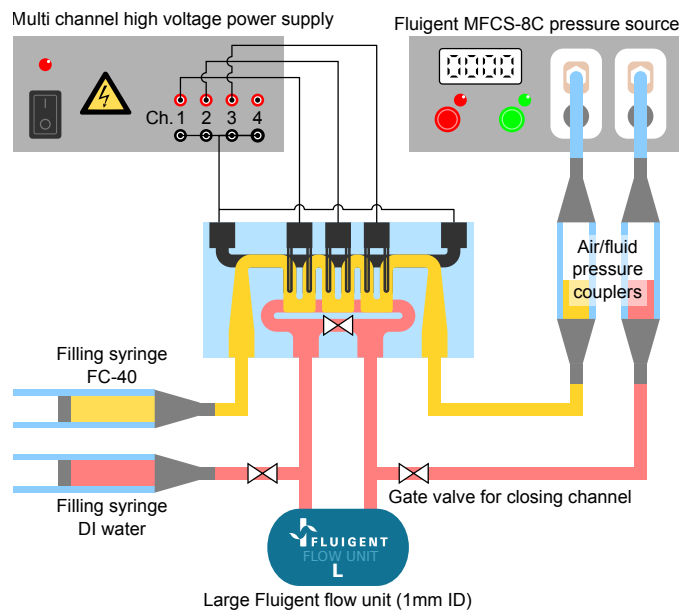 Multi channel high voltage power supply
Fluigent MFCS-8C pressure source
0000
Ch. 1 2 3 4
Air/fluid
pressure
couplers
Filling syringe
FC-40
Filling syringe
DI water
Gate valve for closing channel
FLUIGENT
FLOW UNIT
L
Large Fluigent flow unit (1mm ID)